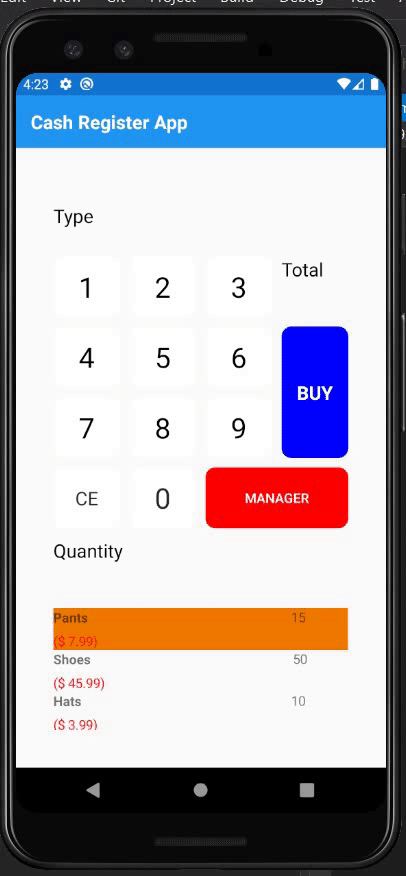 Edit View Git Project Build Debug Test
4:23
Cash Register App
Type
1 2 3 Total
4 5 6
BUY
7 8 9
CE 0 MANAGER
Quantity
Pants 15
($ 7.99)
Shoes 50
($ 45.99)
Hats 10
($ 3.99)